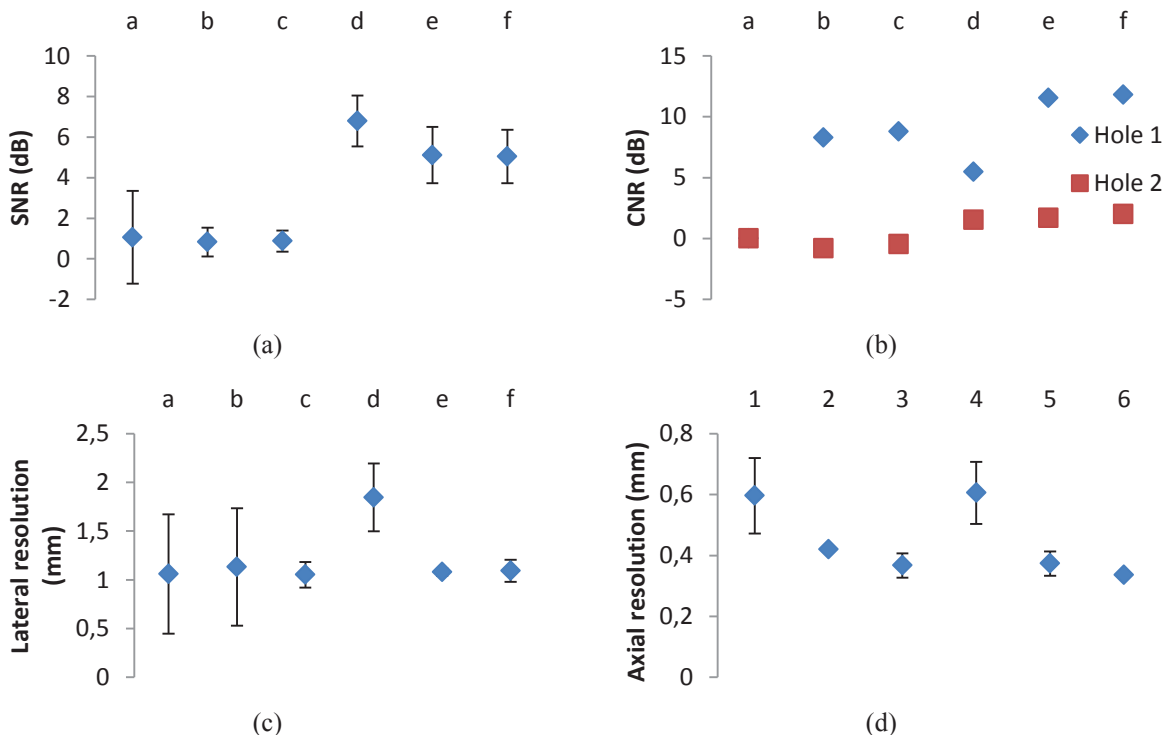 a b c d e f
10
8
6
4
2
0
-2
SNR (dB)
(a)
a b c d e f
15
10
5
0
-5
CNR (dB)
Hole 1
Hole 2
(b)
a b c d e f
2,5
2
1,5
1
0,5
0
Lateral resolution
(mm)
(c)
1 2 3 4 5 6
0,8
0,6
0,4
0,2
0
Axial resolution (mm)
(d)